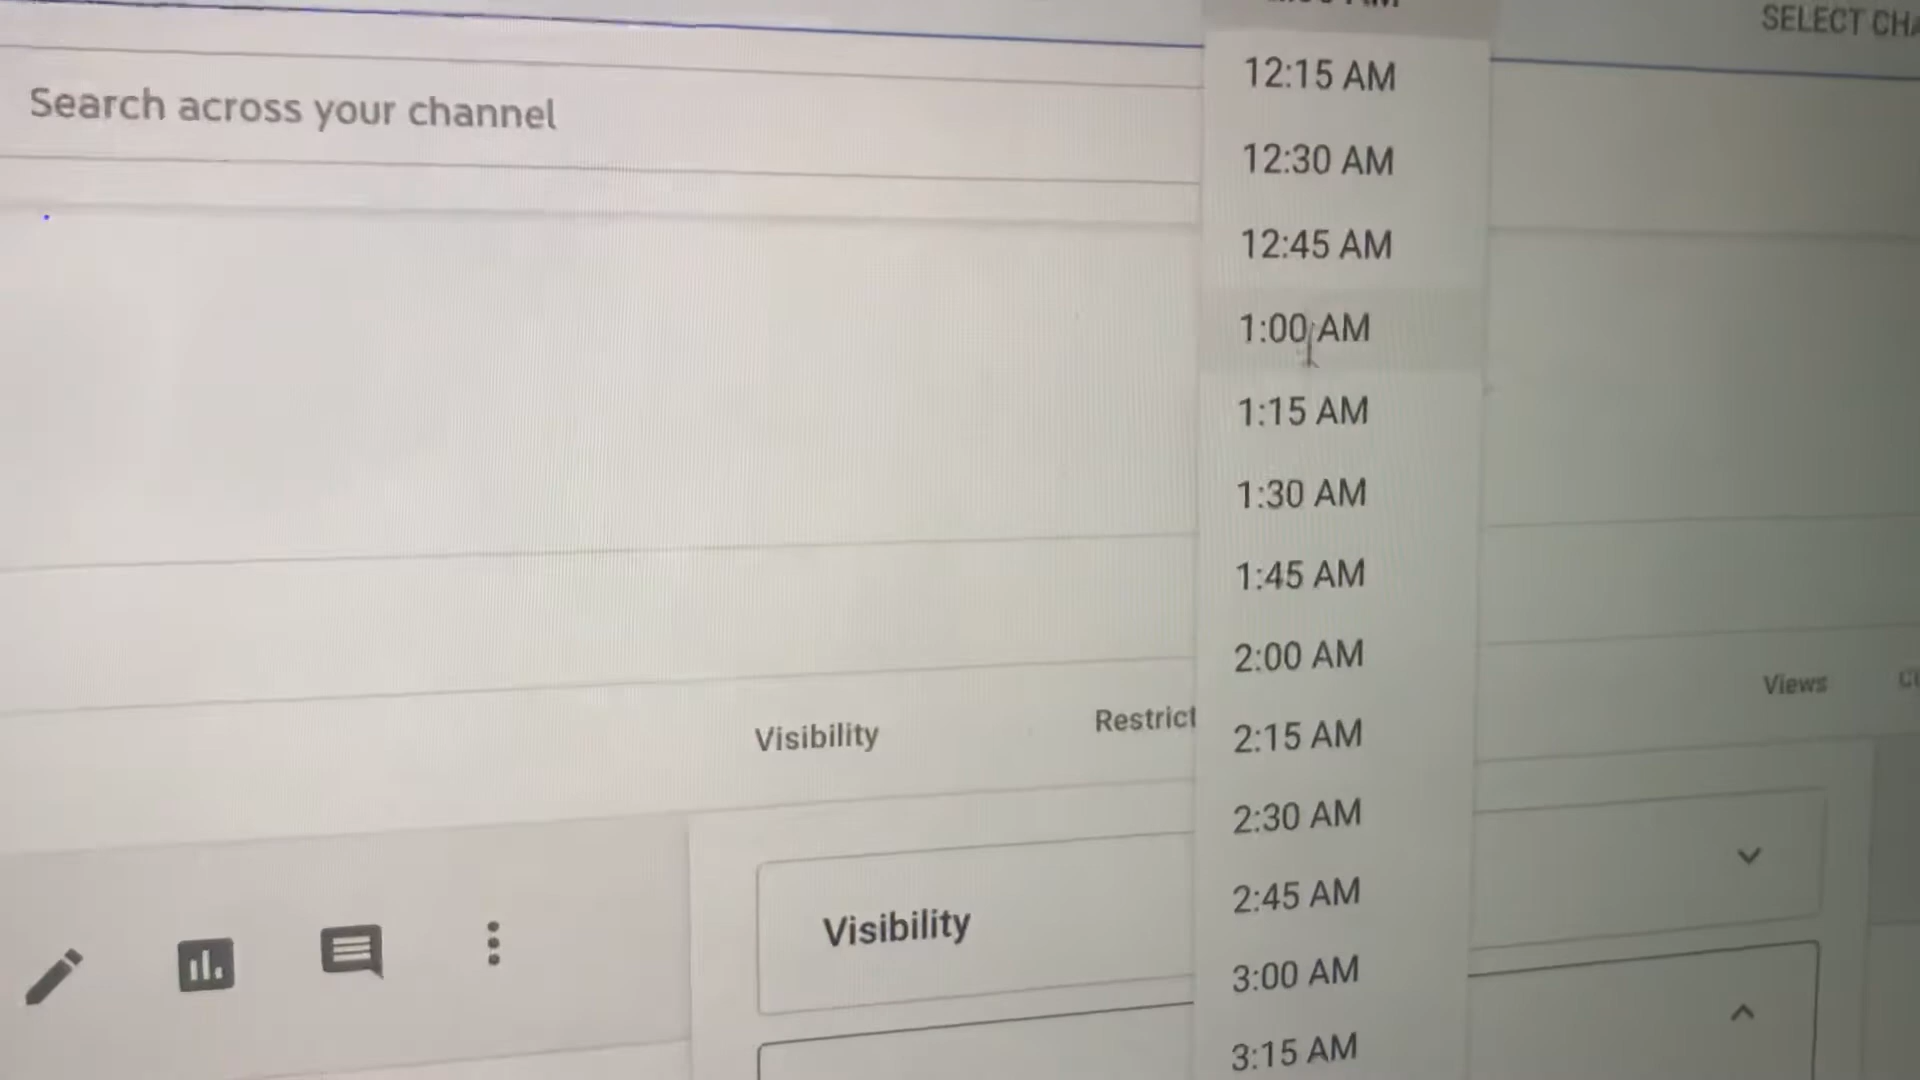 SELECT
Search across your channel
12:15 AM
12:30 AM
12:45 AM
1:00 AM
1:15 AM
1:30 AM
1:45 AM
2:00 AM
2:15 AM
2:30 AM
2:45 AM
3:00 AM
3:15 AM
Visibility
Restrict
Views
Visibility